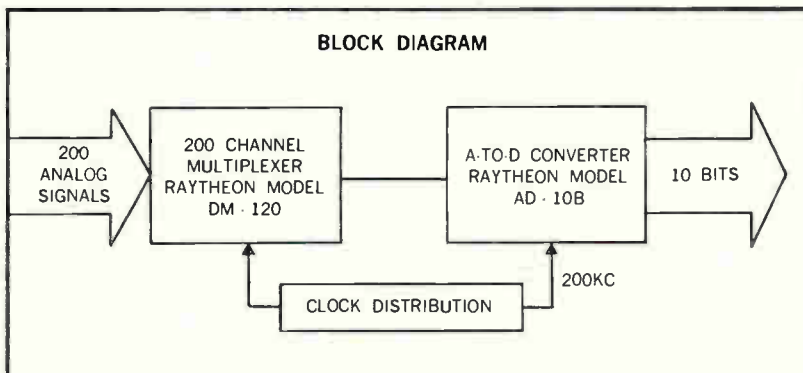 BLOCK DIAGRAM
200
ANALOG
SIGNALS
200 CHANNEL
MULTIPLEXER
RAYTHEON MODEL
DM · 120
A-TO-D CONVERTER
RAYTHEON MODEL
AD · 10B
10 BITS
200KC
CLOCK DISTRIBUTION